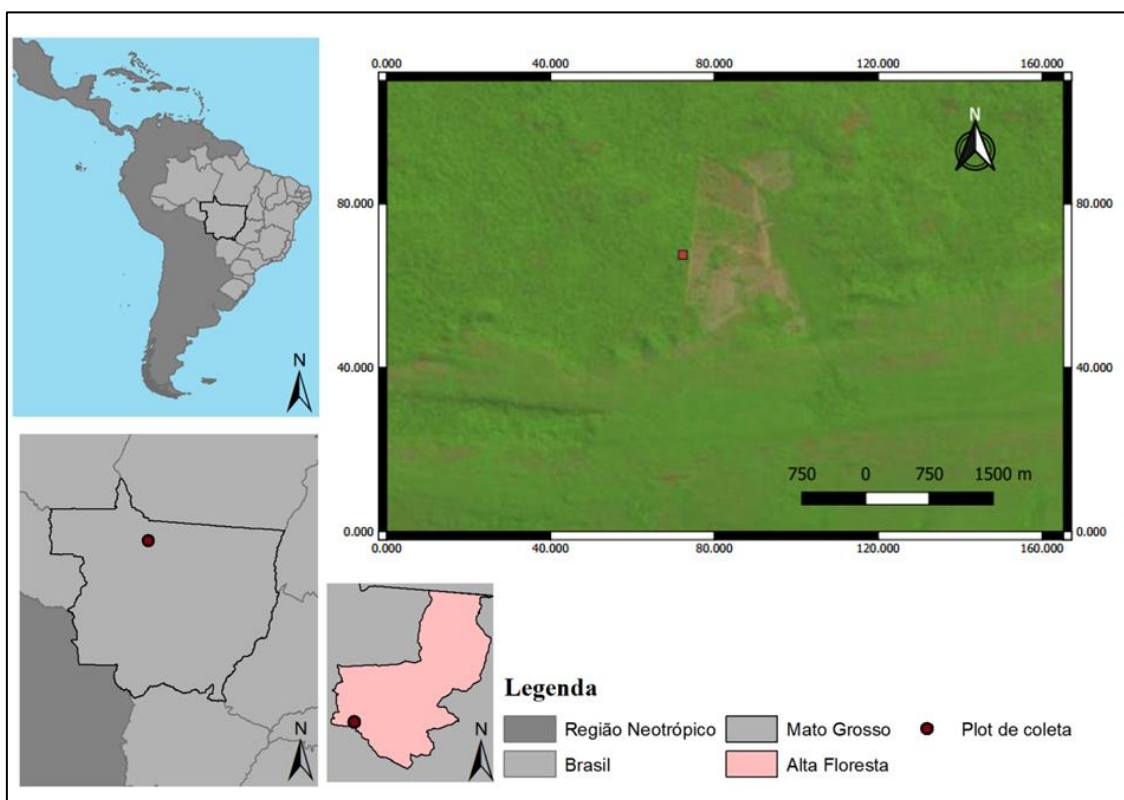 0.000 40.000 80.000 120.000 160.000
N
80.000 80.000
N
40.000 40.000
750 0 750 1500 m
0.000 0.000
0.000 40.000 80.000 120.000 160.000
N
N
Legenda
Região Neotrópico
Mato Grosso
Plot de coleta
Brasil
Alta Floresta